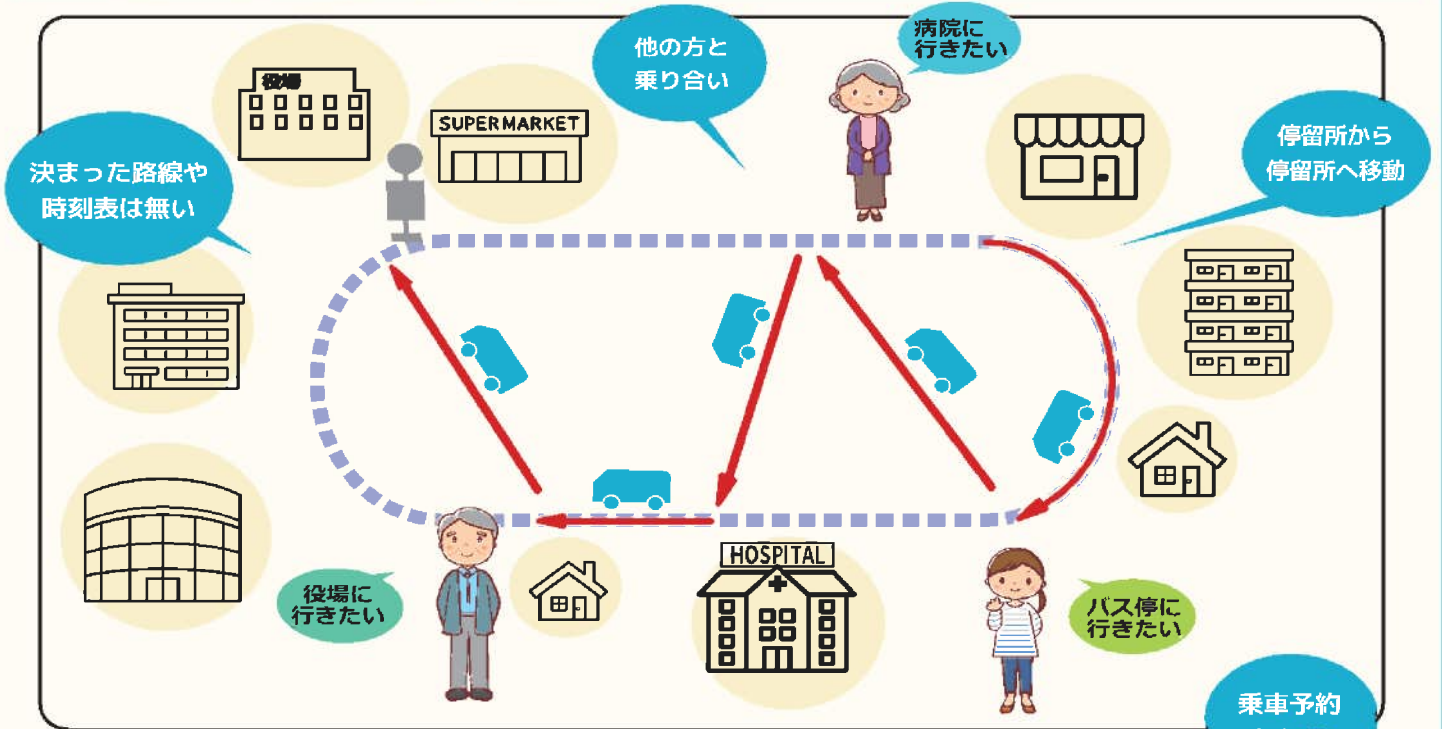 他の方と
乗り合い
病院に
行きたい
役場
SUPERMARKET
停留所から
停留所へ移動
決まった路線や
時刻表は無い
HOSPITAL
役場に
行きたい
バス停に
行きたい
乗車予約